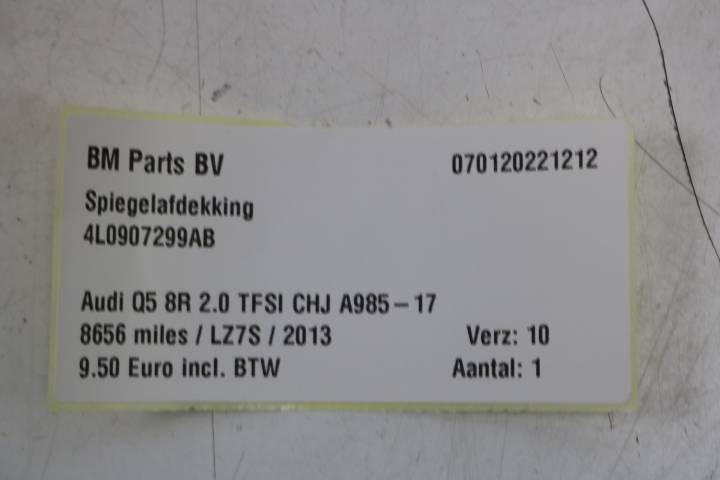 BM Parts BV 070120221212
Spiegelafdekking
4L0907299AB
Audi Q5 8R 2.0 TFSI CHJ A985-17
8656 miles / LZ7S / 2013 Verz: 10
9.50 Euro incl. BTW Aantal: 1